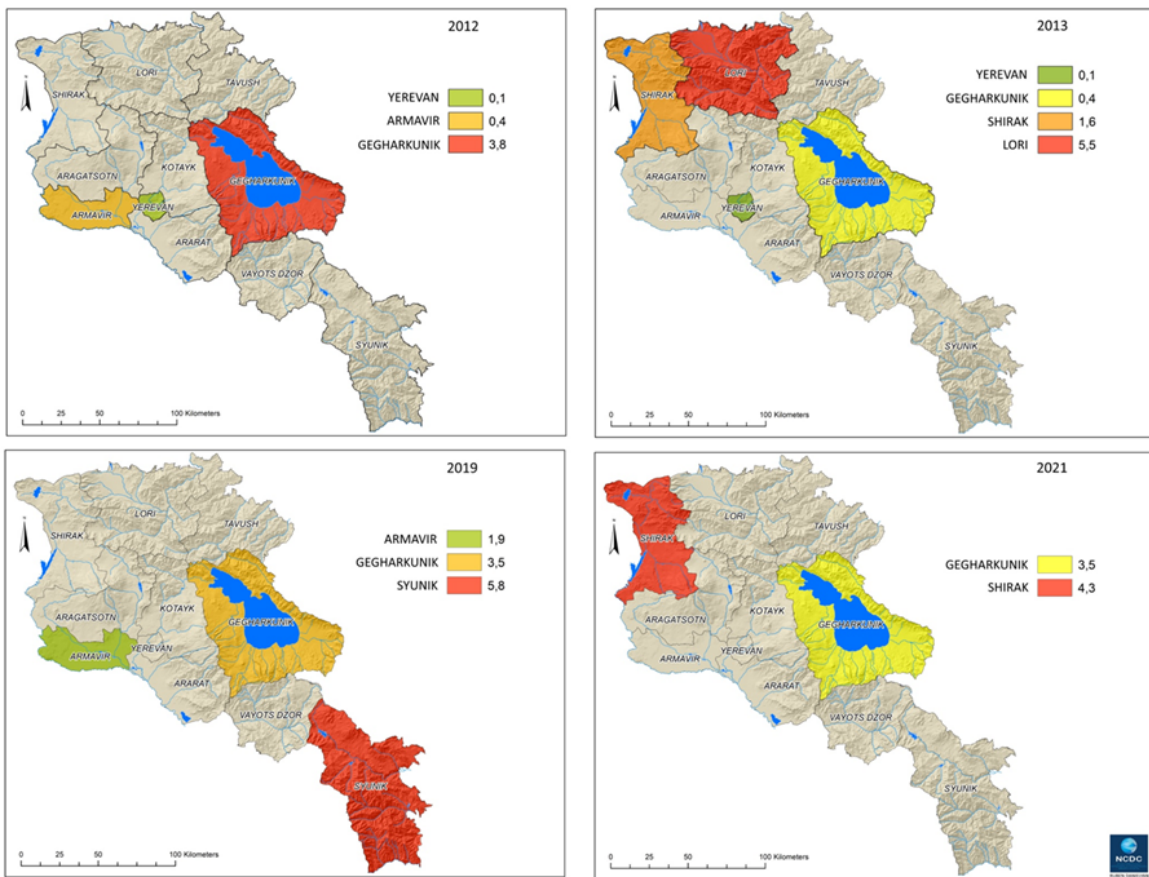 2012
LORI
TAVUSH
SHIRAK
YEREVAN 0,1
ARMAVIR 0,4
GEGHARKUNIK 3,8
KOTAYK
ARAGATSOTN
GEGHARKUNIK
YEREVAN
ARMAVIR
ARARAT
VAYOTS DZOR
SYUNIK
0 25 50 100 Kilometers
2013
LORI
TAVUSH
SHIRAK
YEREVAN 0,1
GEGHARKUNIK 0,4
SHIRAK 1,6
LORI 5,5
KOTAYK
ARAGATSOTN
GEGHARKUNIK
YEREVAN
ARMAVIR
ARARAT
VAYOTS DZOR
SYUNIK
0 25 50 100 Kilometers
2019
LORI
TAVUSH
SHIRAK
ARMAVIR 1,9
GEGHARKUNIK 3,5
SYUNIK 5,8
KOTAYK
ARAGATSOTN
GEGHARKUNIK
YEREVAN
ARMAVIR
ARARAT
VAYOTS DZOR
SYUNIK
0 25 50 100 Kilometers
2021
LORI
TAVUSH
SHIRAK
GEGHARKUNIK 3,5
SHIRAK 4,3
KOTAYK
ARAGATSOTN
GEGHARKUNIK
YEREVAN
ARMAVIR
ARARAT
VAYOTS DZOR
SYUNIK
0 25 50 100 Kilometers
NCDC